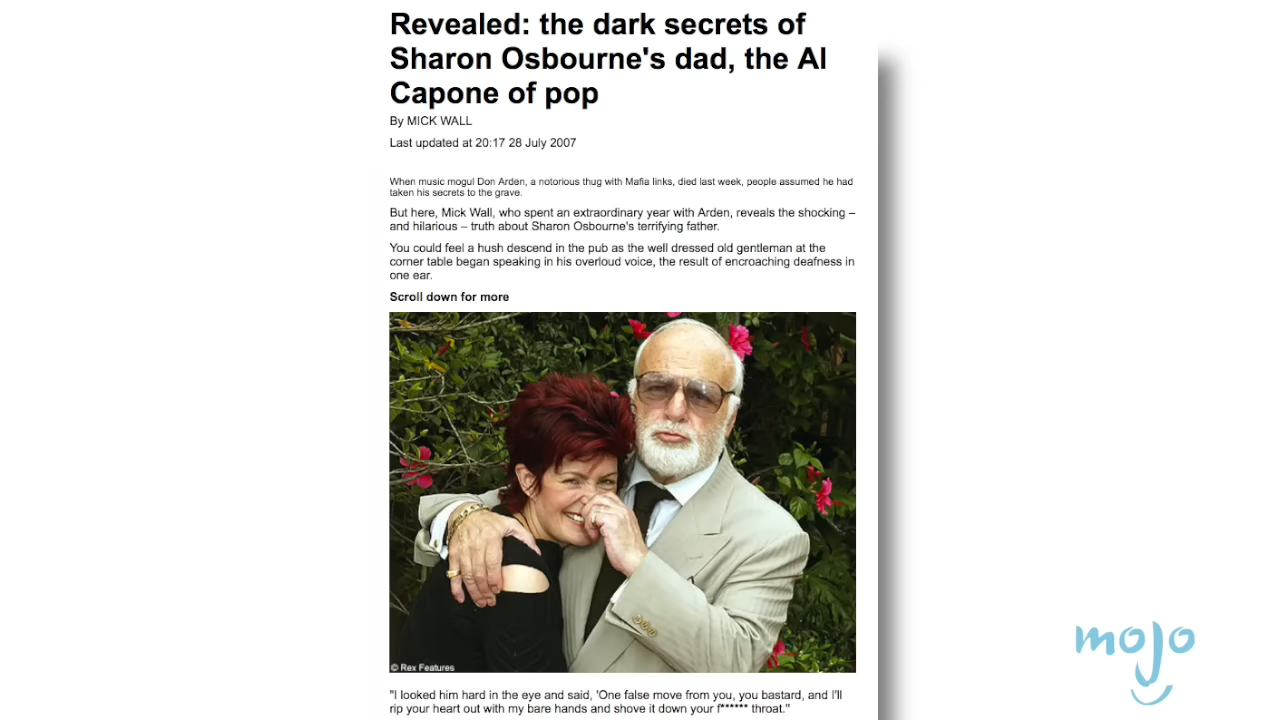 Revealed: the dark secrets of
Sharon Osbourne's dad, the Al
Capone of pop
By MICK WALL
Last updated at 20:17 28 July 2007
When music mogul Don Arden, a notorious thug with Mafia links, died last week, people assumed he had
taken his secrets to the grave.
But here, Mick Wall, who spent an extraordinary year with Arden, reveals the shocking –
and hilarious – truth about Sharon Osbourne's terrifying father.
You could feel a hush descend in the pub as the well dressed old gentleman at the
corner table began speaking in his overloud voice, the result of encroaching deafness in
one ear.
Scroll down for more
© Rex Features
"I looked him hard in the eye and said, 'One false move from you, you bastard, and I'll
rip your heart out with my bare hands and shove it down your f****** throat."
mojo